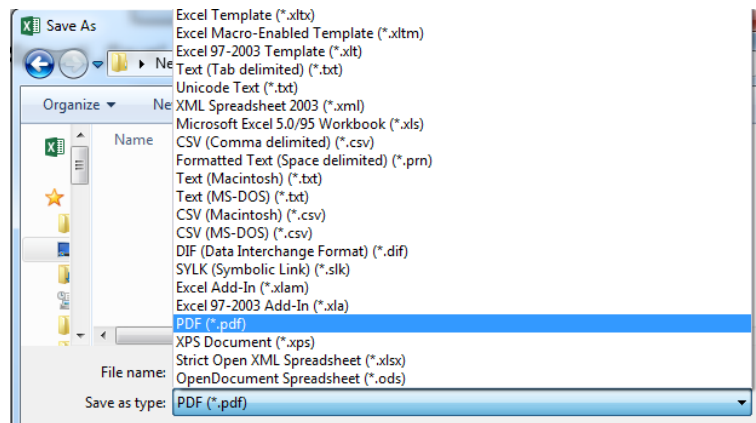 Save As
Ne
Organize
Ne
Name
Excel Template (*.xltx)
Excel Macro-Enabled Template (*.xltm)
Excel 97-2003 Template (*.xlt)
Text (Tab delimited) (*.txt)
Unicode Text (*.txt)
XML Spreadsheet 2003 (*.xml)
Microsoft Excel 5.0/95 Workbook (*.xls)
CSV (Comma delimited) (*.csv)
Formatted Text (Space delimited) (*.prn)
Text (Macintosh) (*.txt)
Text (MS-DOS) (*.txt)
CSV (Macintosh) (*.csv)
CSV (MS-DOS) (*.csv)
DIF (Data Interchange Format) (*.dif)
SYLK (Symbolic Link) (*.slk)
Excel Add-In (*.xlam)
Excel 97-2003 Add-In (*.xla)
PDF (*.pdf)
XPS Document (*.xps)
Strict Open XML Spreadsheet (*.xlsx)
OpenDocument Spreadsheet (*.ods)
File name:
Save as type: PDF (*.pdf)